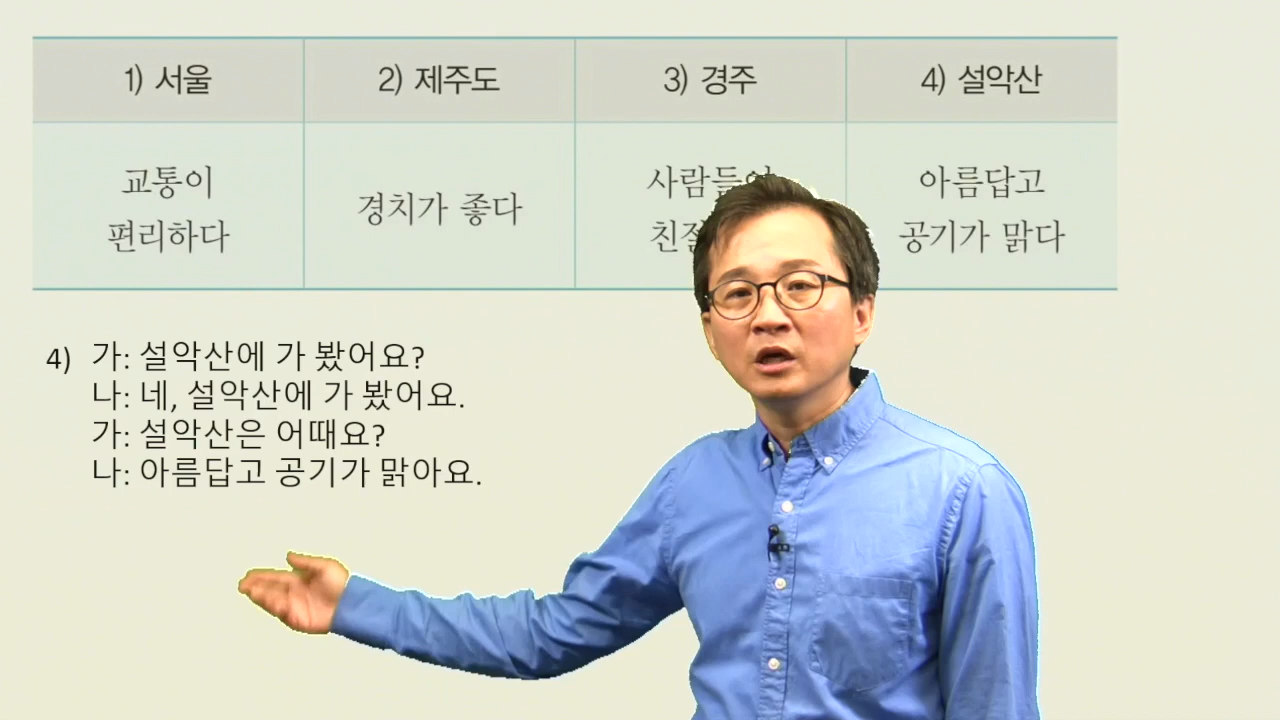 1) 서울
2) 제주도
3) 경주
4) 설악산
교통이
편리하다
경치가 좋다
아름답고
공기가 맑다
4) 가: 설악산에 가 봤어요?
나: 네, 설악산에 가 봤어요.
가: 설악산은 어때요?
나: 아름답고 공기가 맑아요.